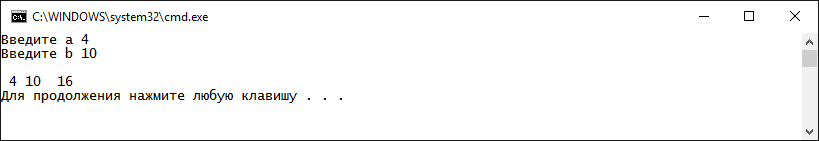 C:\WINDOWS\system32\cmd.exe
Введите a 4
Введите b 10
4 10  16
Для продолжения нажмите любую клавишу . . .